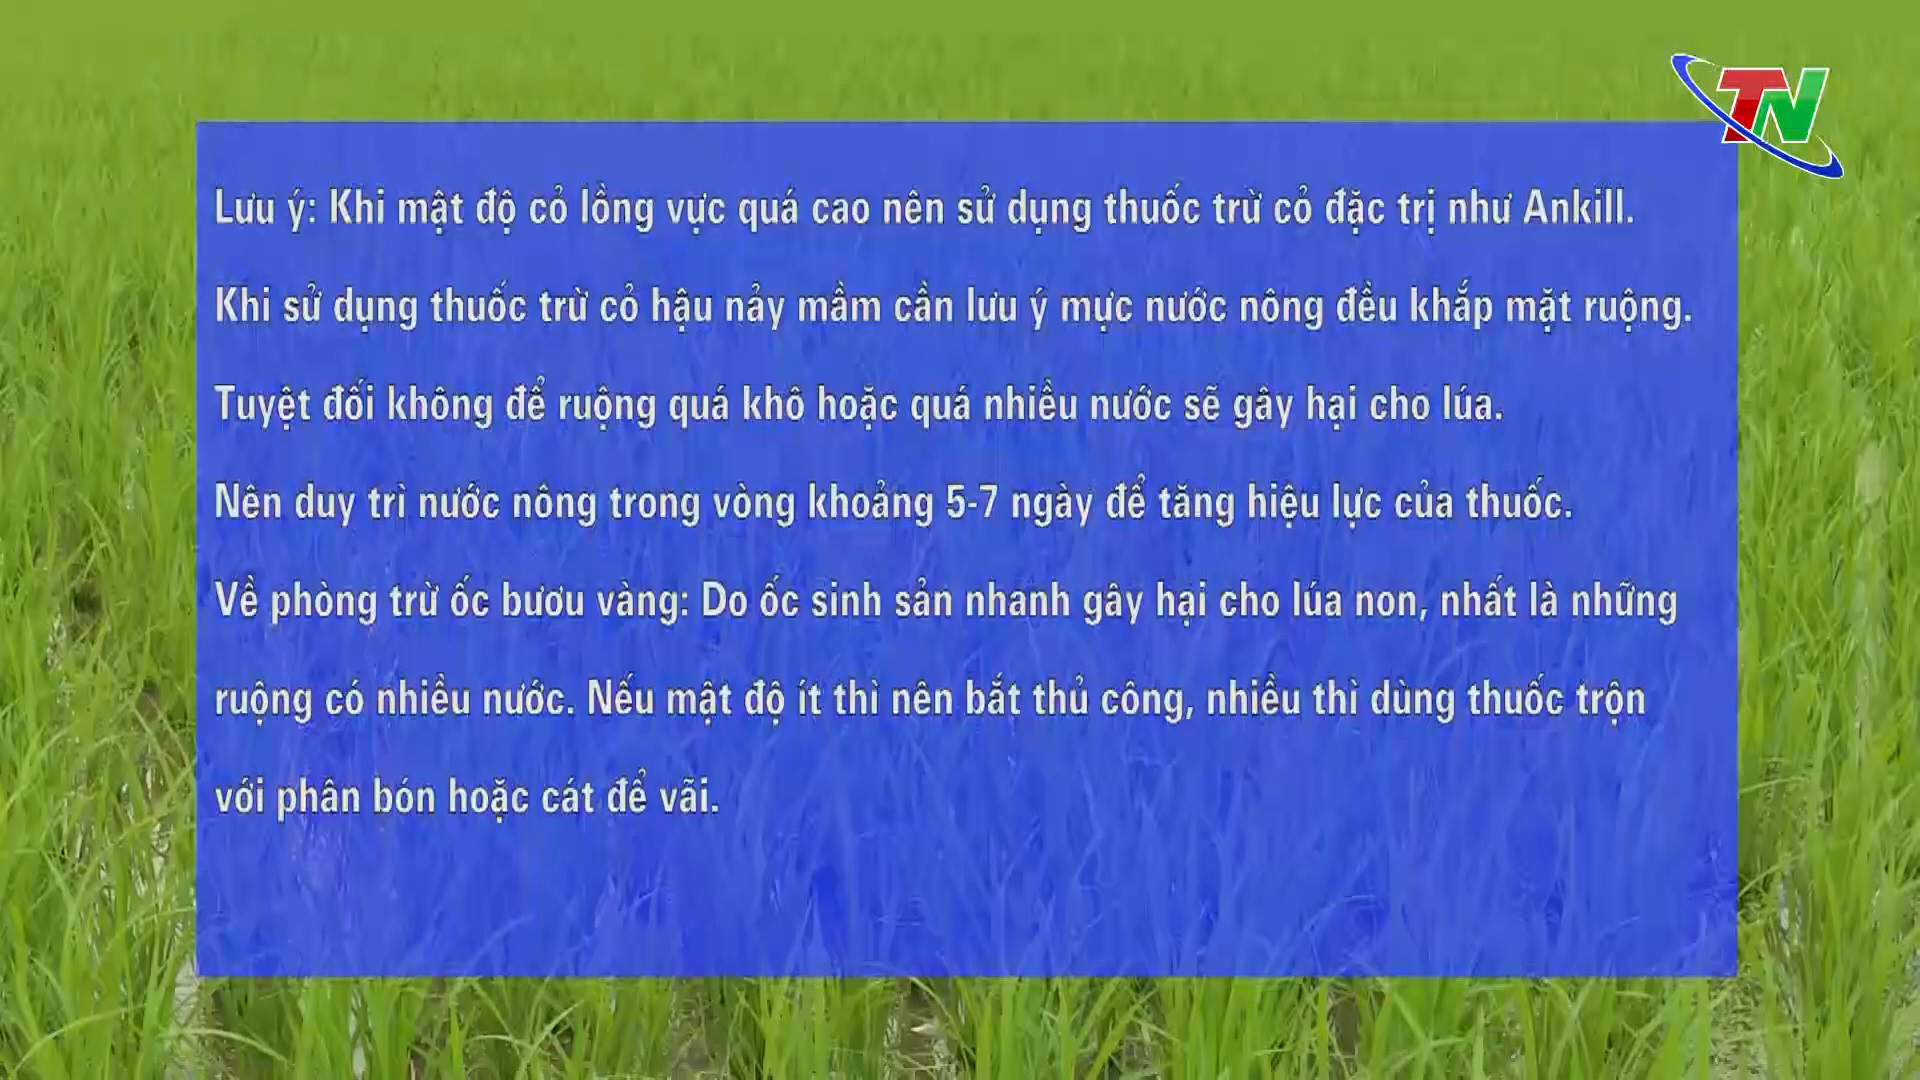 TN
Lưu ý: Khi mật độ cỏ lồng vực quá cao nên sử dụng thuốc trừ cỏ đặc trị như Ankill.
Khi sử dụng thuốc trừ cỏ hậu nảy mầm cần lưu ý mực nước nông đều khắp mặt ruộng.
Tuyệt đối không để ruộng quá khô hoặc quá nhiều nước sẽ gây hại cho lúa.
Nên duy trì nước nông trong vòng khoảng 5-7 ngày để tăng hiệu lực của thuốc.
Về phòng trừ ốc bươu vàng: Do ốc sinh sản nhanh gây hại cho lúa non, nhất là những
ruộng có nhiều nước. Nếu mật độ ít thì nên bắt thủ công, nhiều thì dùng thuốc trộn
với phân bón hoặc cát để vãi.